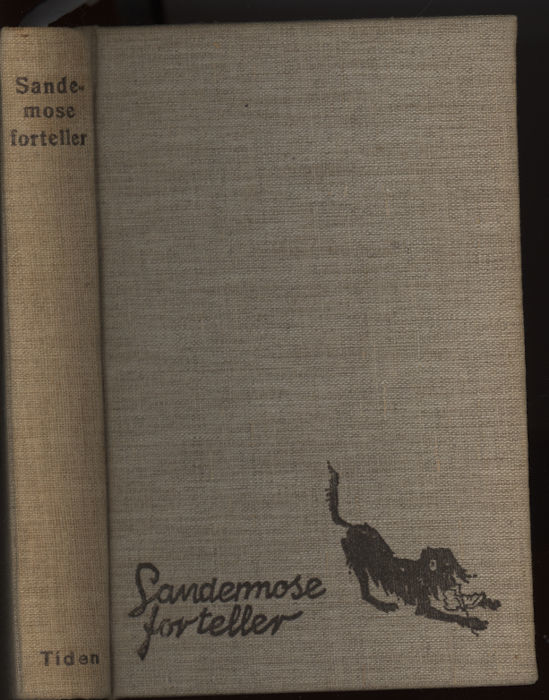 Sande-
mose
forteller
Tiden
Sandemose
forteller